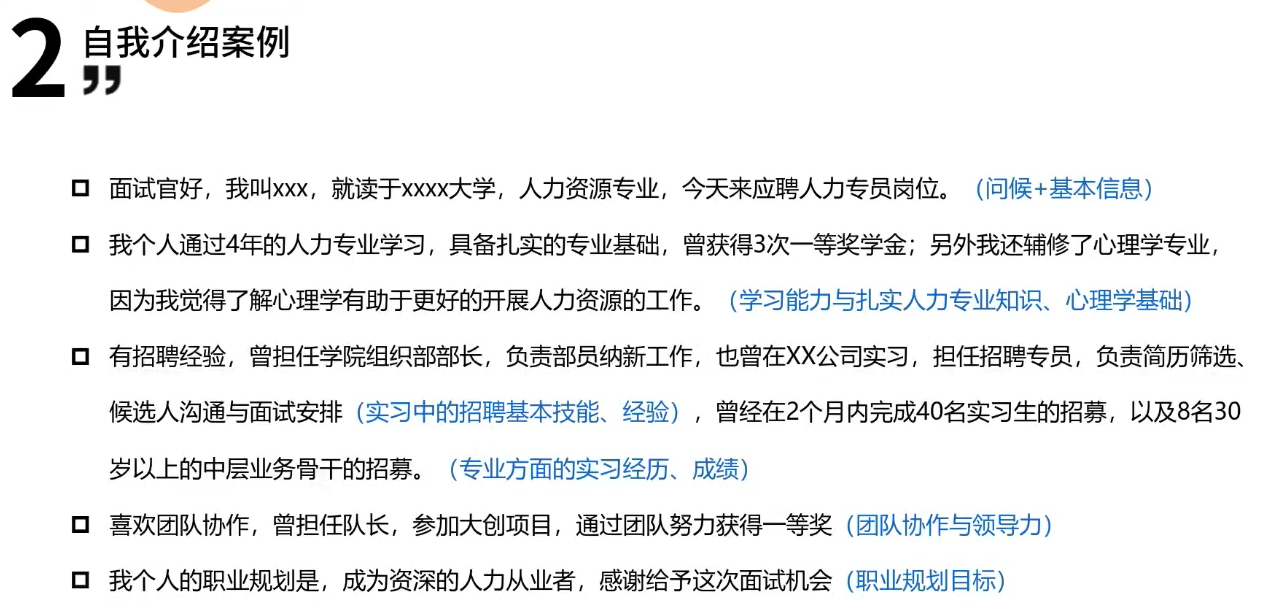 2
自我介绍案例
面试官好，我叫xxx，就读于xxxx大学，人力资源专业，今天来应聘人力专员岗位。（问候+基本信息）
我个人通过4年的人力专业学习，具备扎实的专业基础，曾获得3次一等奖学金；另外我还辅修了心理学专业，
因为我觉得了解心理学有助于更好的开展人力资源的工作。（学习能力与扎实人力专业知识、心理学基础）
有招聘经验，曾担任学院组织部部长，负责部员纳新工作，也曾在XX公司实习，担任招聘专员，负责简历筛选、
候选人沟通与面试安排（实习中的招聘基本技能、经验），曾经在2个月内完成40名实习生的招募，以及8名30
岁以上的中层业务骨干的招募。（专业方面的实习经历、成绩）
喜欢团队协作，曾担任队长，参加大创项目，通过团队努力获得一等奖（团队协作与领导力）
我个人的职业规划是，成为资深的人力从业者，感谢给予这次面试机会（职业规划目标）